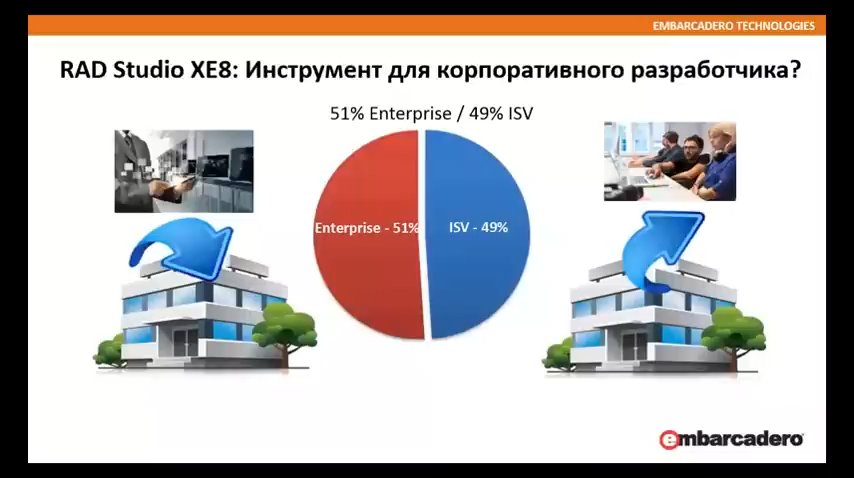 EMBARCADERO TECHNOLOGIES
RAD Studio XE8: Инструмент для корпоративного разработчика?
51% Enterprise / 49% ISV
Enterprise - 51%
ISV - 49%
embarcadero